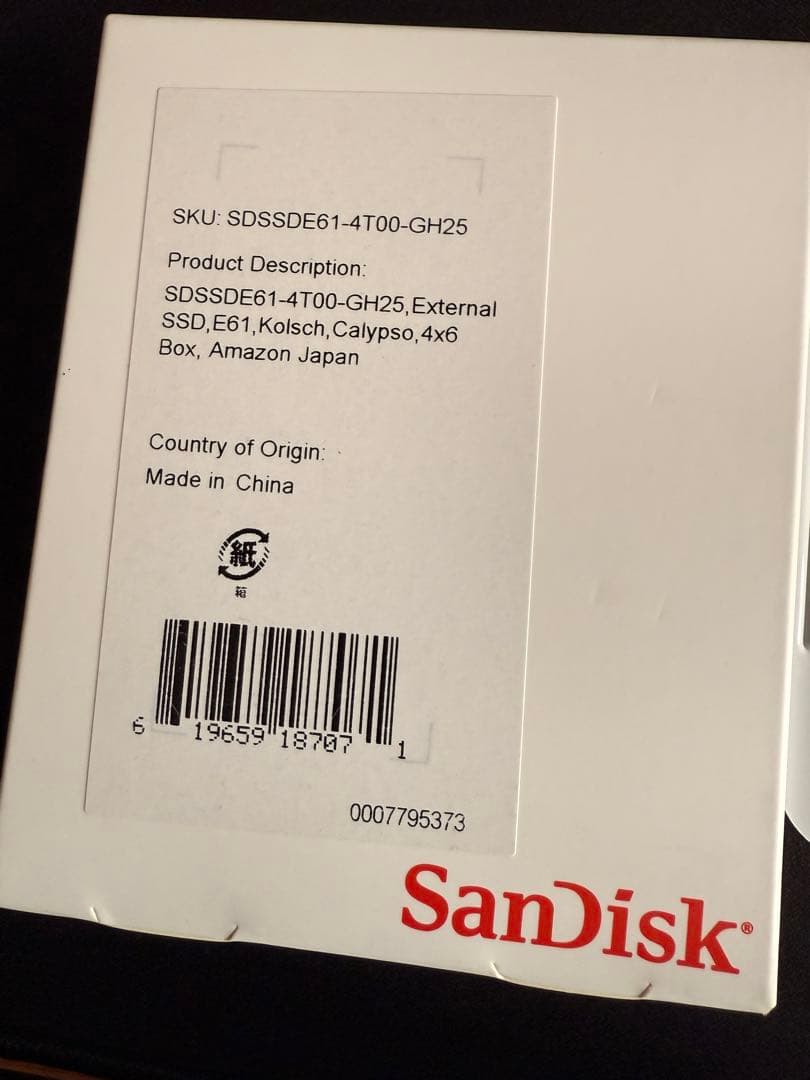 SKU: SDSSDE61-4T00-GH25
Product Description:
SDSSDE61-4T00-GH25,External
SSD,E61,Kolsch,Calypso,4x6
Box, Amazon Japan
Country of Origin:
Made in China
紙
箱
6 19659 18707 1
0007795373
SanDisk®